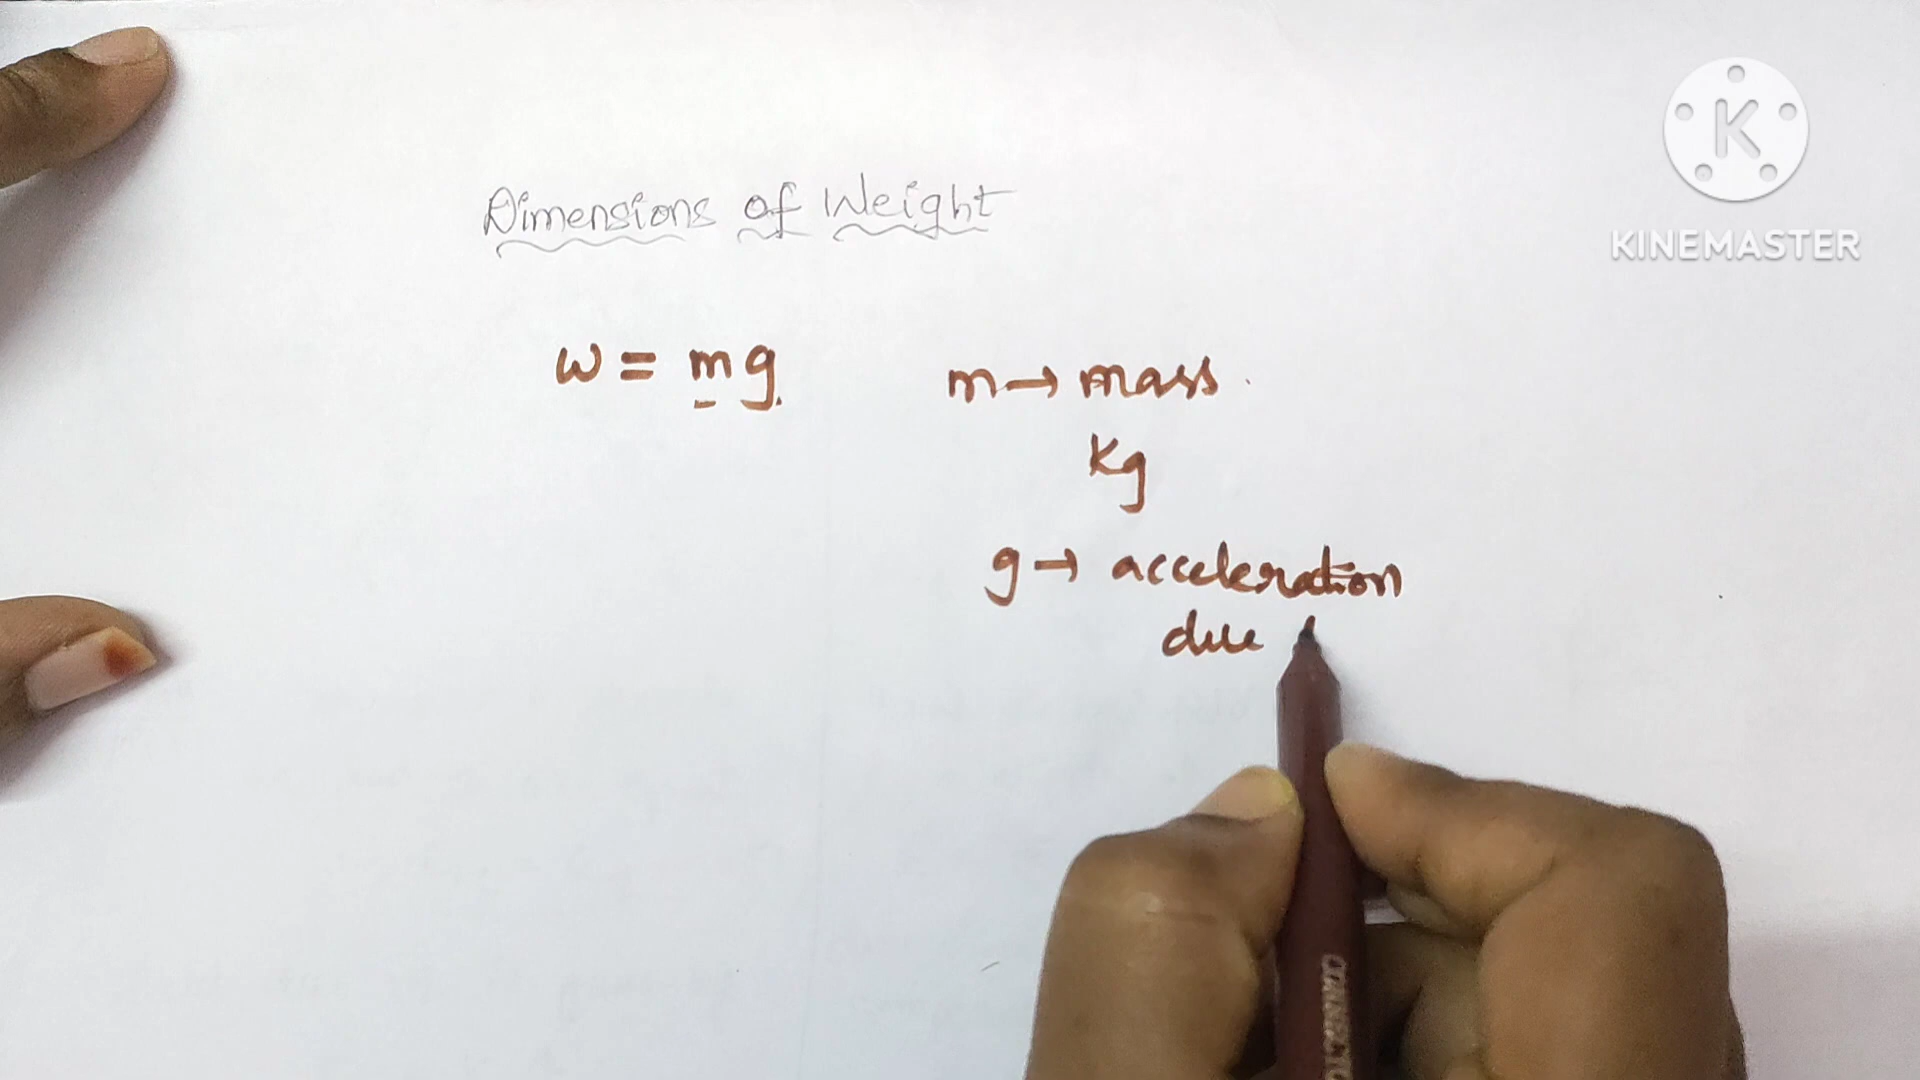 Dimensions of Weight
w = mg
m → mass.
Kg
g → acceleration
due
K
KINEMASTER